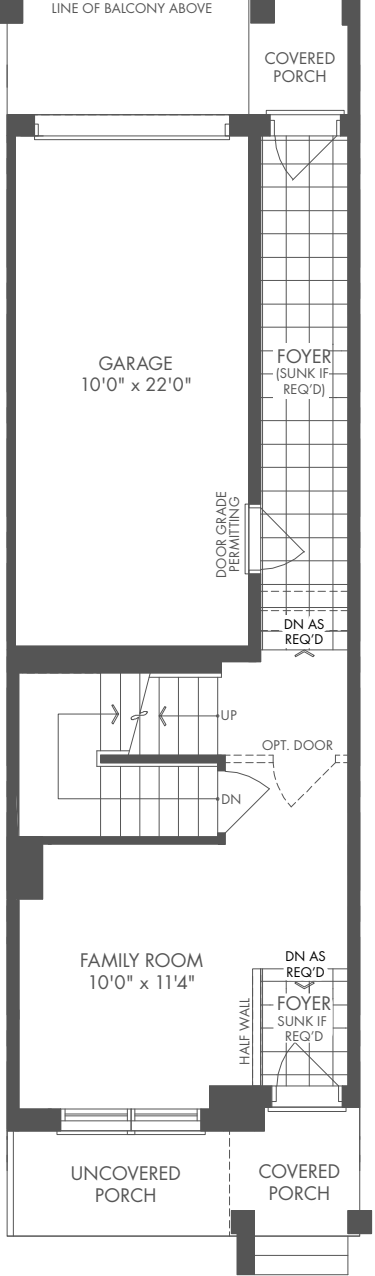 LINE OF BALCONY ABOVE
COVERED
PORCH
GARAGE
10'0" x 22'0"
FOYER
(SUNK IF
REQ'D)
DOOR GRADE
PERMITTING
DN AS
REQ'D
UP
OPT. DOOR
DN
FAMILY ROOM
10'0" x 11'4"
DN AS
REQ'D
HALF WALL
FOYER
SUNK IF
REQ'D
UNCOVERED
PORCH
COVERED
PORCH